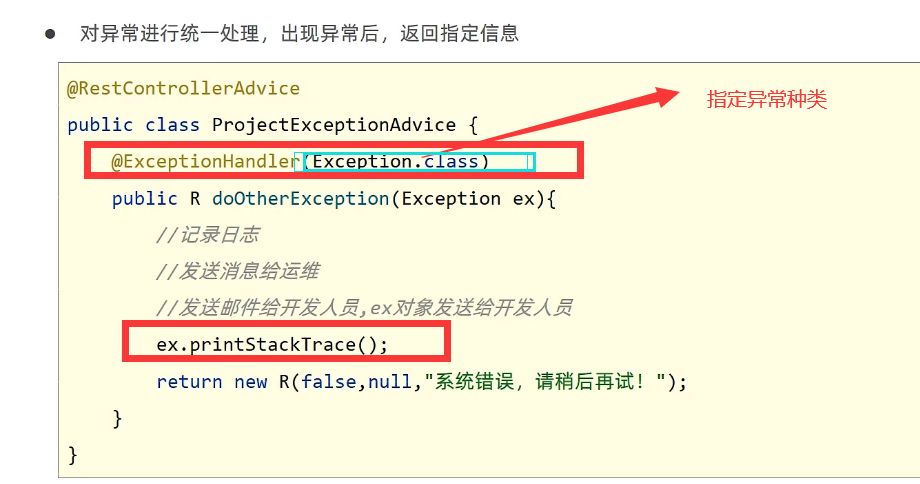 ● 对异常进行统一处理，出现异常后，返回指定信息
@RestControllerAdvice
指定异常种类
public class ProjectExceptionAdvice {
@ExceptionHandler(Exception.class)
public R doOtherException(Exception ex){
//记录日志
//发送消息给运维
//发送邮件给开发人员,ex对象发送给开发人员
ex.printStackTrace();
return new R(false,null,"系统错误，请稍后再试！");
}
}